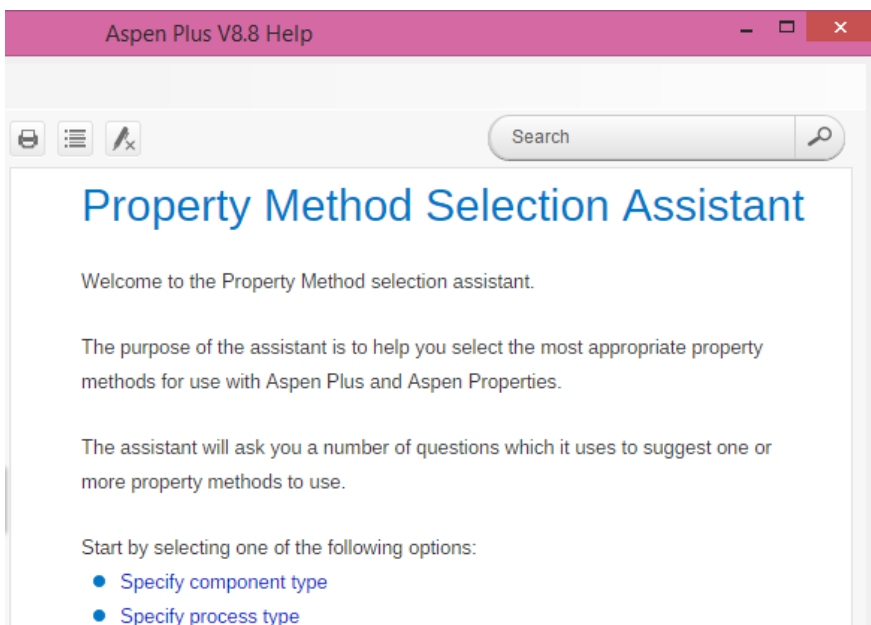 Aspen Plus V8.8 Help
Search
Property Method Selection Assistant
Welcome to the Property Method selection assistant.
The purpose of the assistant is to help you select the most appropriate property
methods for use with Aspen Plus and Aspen Properties.
The assistant will ask you a number of questions which it uses to suggest one or
more property methods to use.
Start by selecting one of the following options:
Specify component type
Specify process type